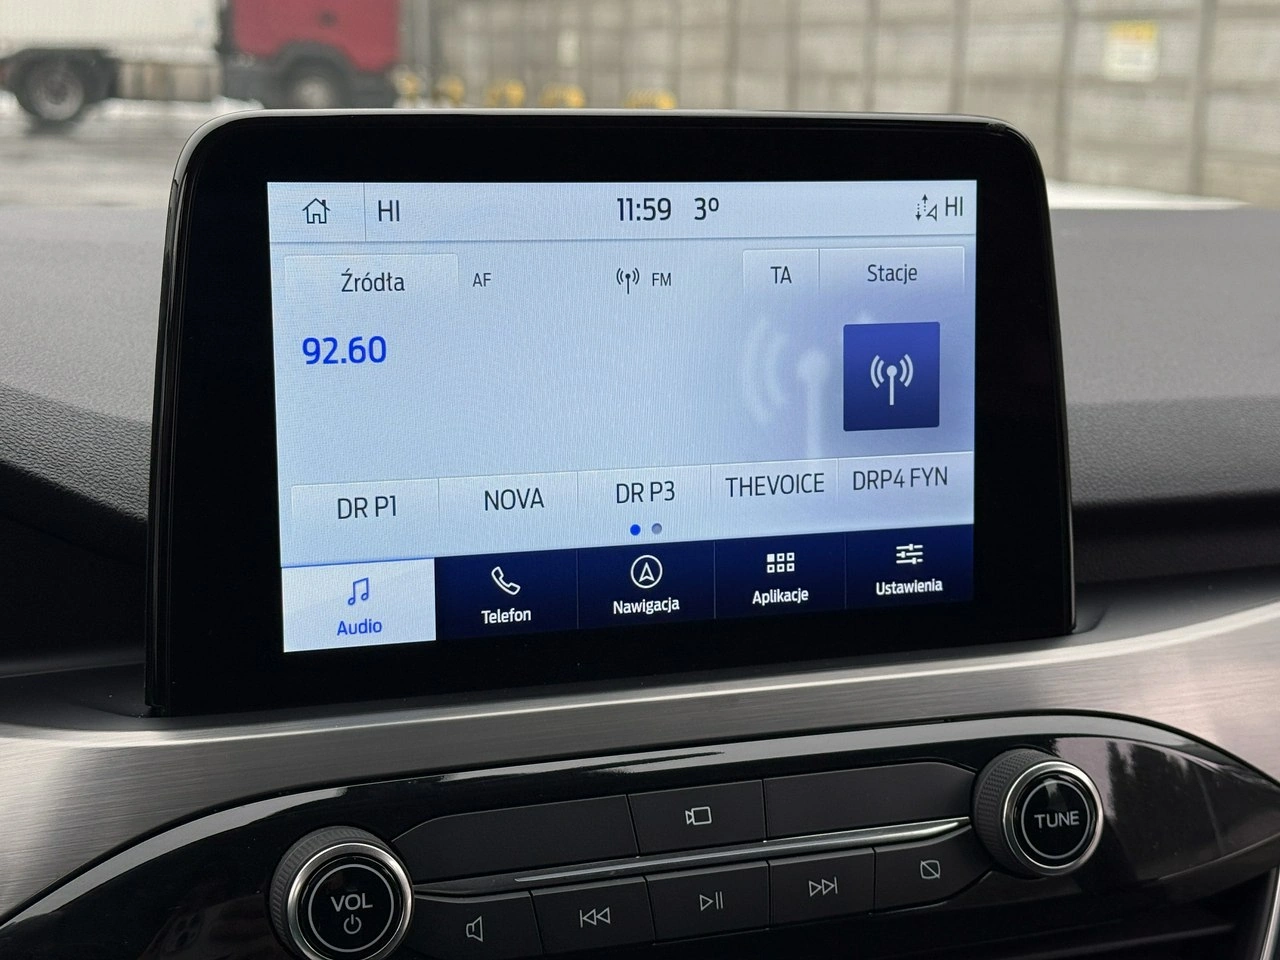 HI 11:59 3º HI
Źródła AF FM TA Stacje
92.60
DR P1 NOVA DR P3 THEVOICE DRP4 FYN
Audio Telefon Nawigacja Aplikacje Ustawienia
TUNE
VOL